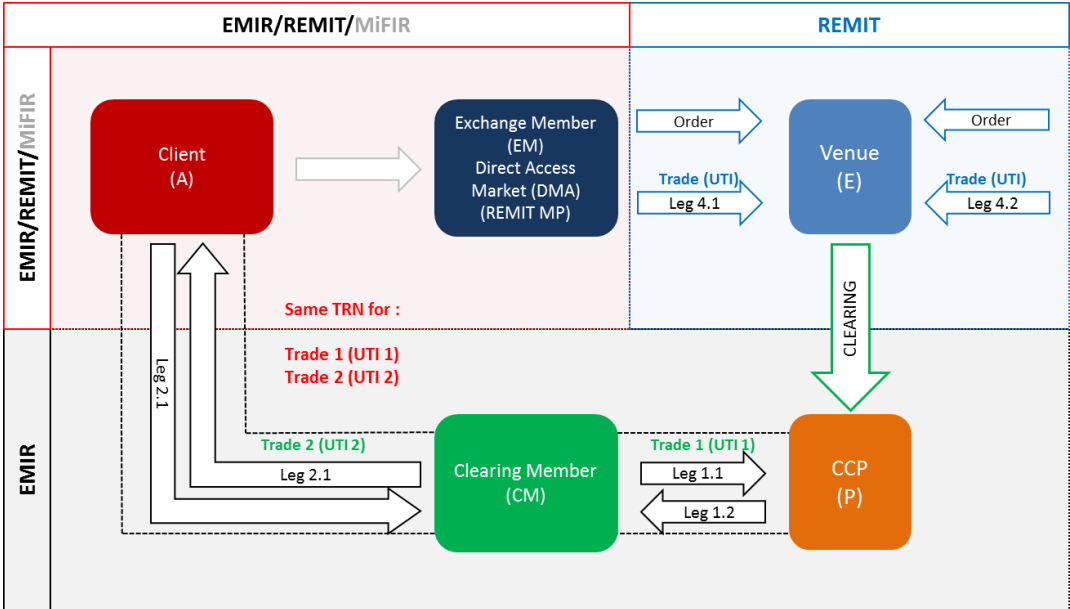 EMIR/REMIT/MiFIR
REMIT
EMIR/REMIT/MiFIR
Client
(A)
Exchange Member
(EM)
Direct Access
Market (DMA)
(REMIT MP)
Order
Trade (UTI)
Leg 4.1
Venue
(E)
Order
Trade (UTI)
Leg 4.2
CLEARING
Same TRN for :
Trade 1 (UTI 1)
Trade 2 (UTI 2)
EMIR
Leg 2.1
Trade 2 (UTI 2)
Leg 2.1
Clearing Member
(CM)
Trade 1 (UTI 1)
Leg 1.1
Leg 1.2
CCP
(P)